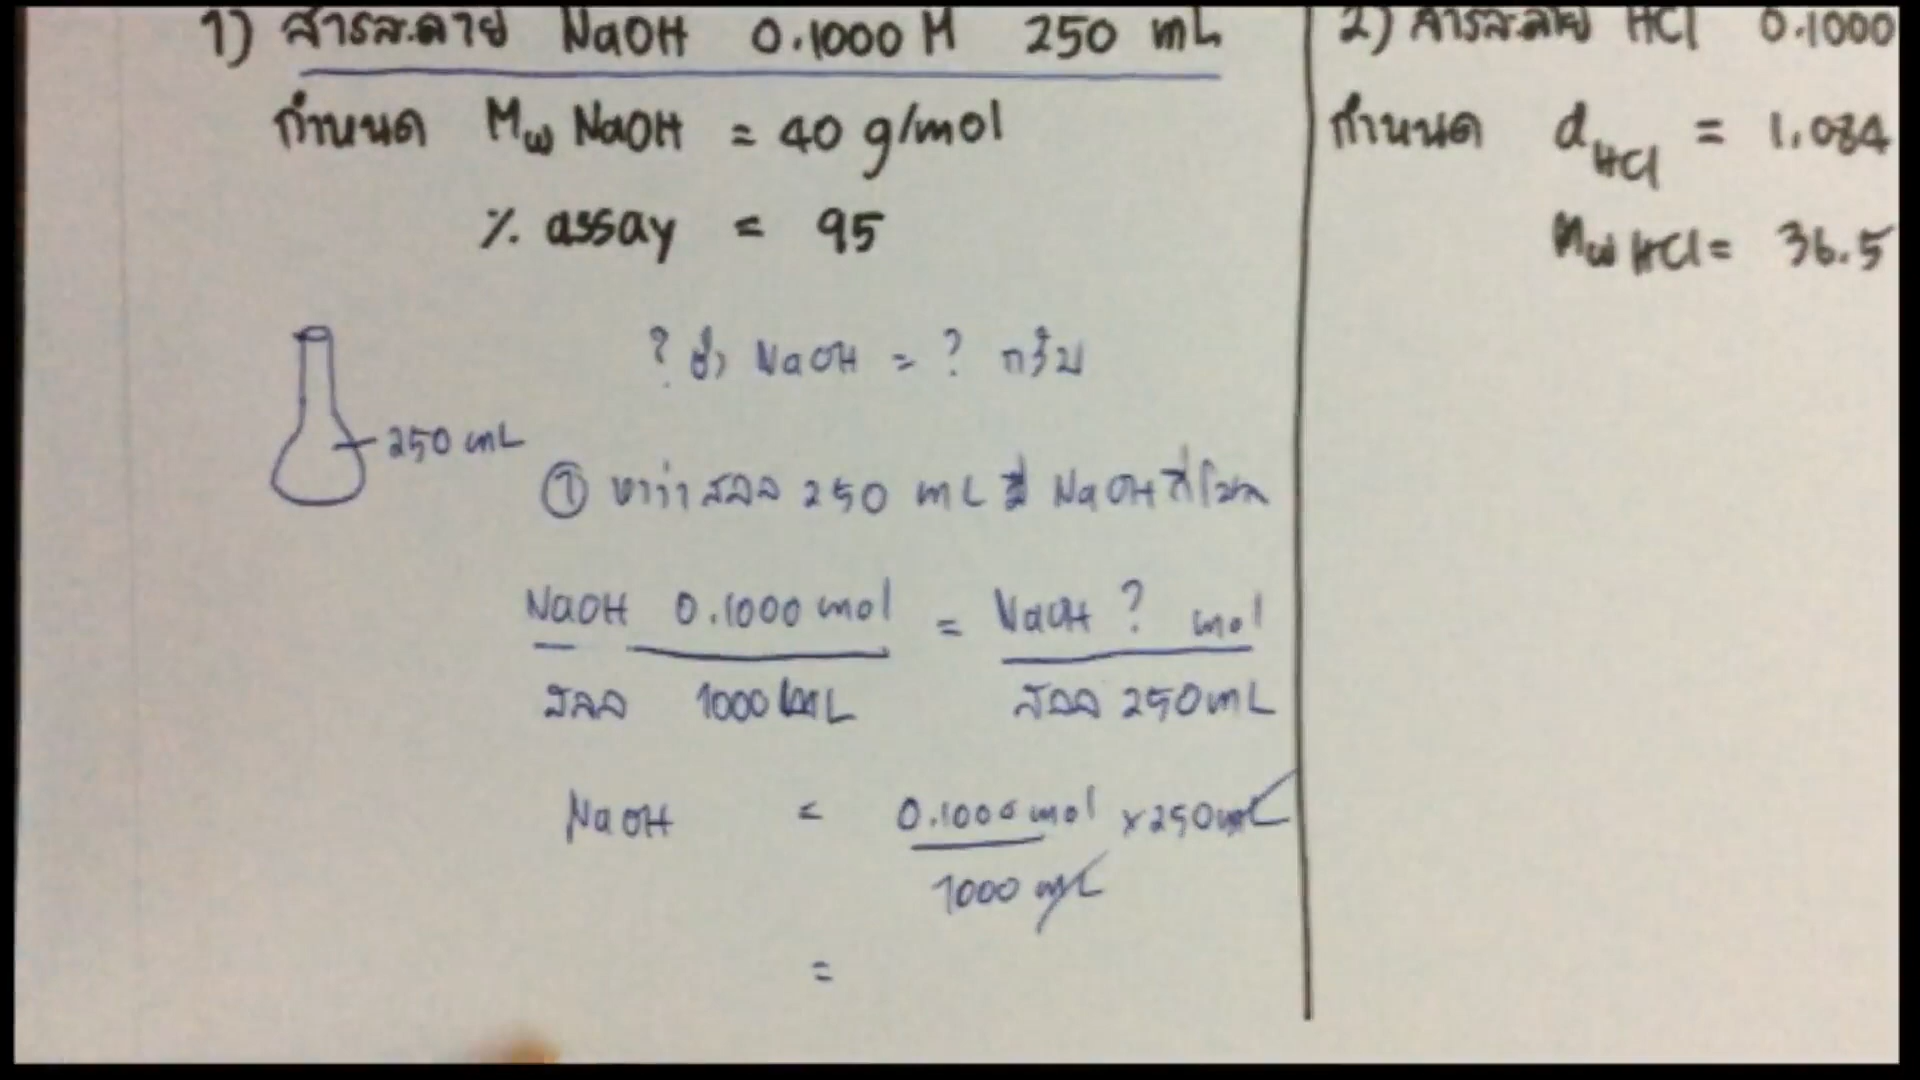 1) สารละลาย NaOH 0.1000 M 250 mL
กำหนด Mw NaOH = 40 g/mol
% assay = 95
? ชั่ง NaOH = ? กรัม
250 mL
① หาว่า สลล 250 mL มี NaOH กี่โมล
NaOH 0.1000 mol = NaOH ? mol
สลล 1000 mL สลล 250 mL
NaOH = 0.1000 mol × 250 mL
1000 mL
=
2) สารละลาย HCl 0.1000
กำหนด dHCl = 1.084
Mw HCl = 36.5